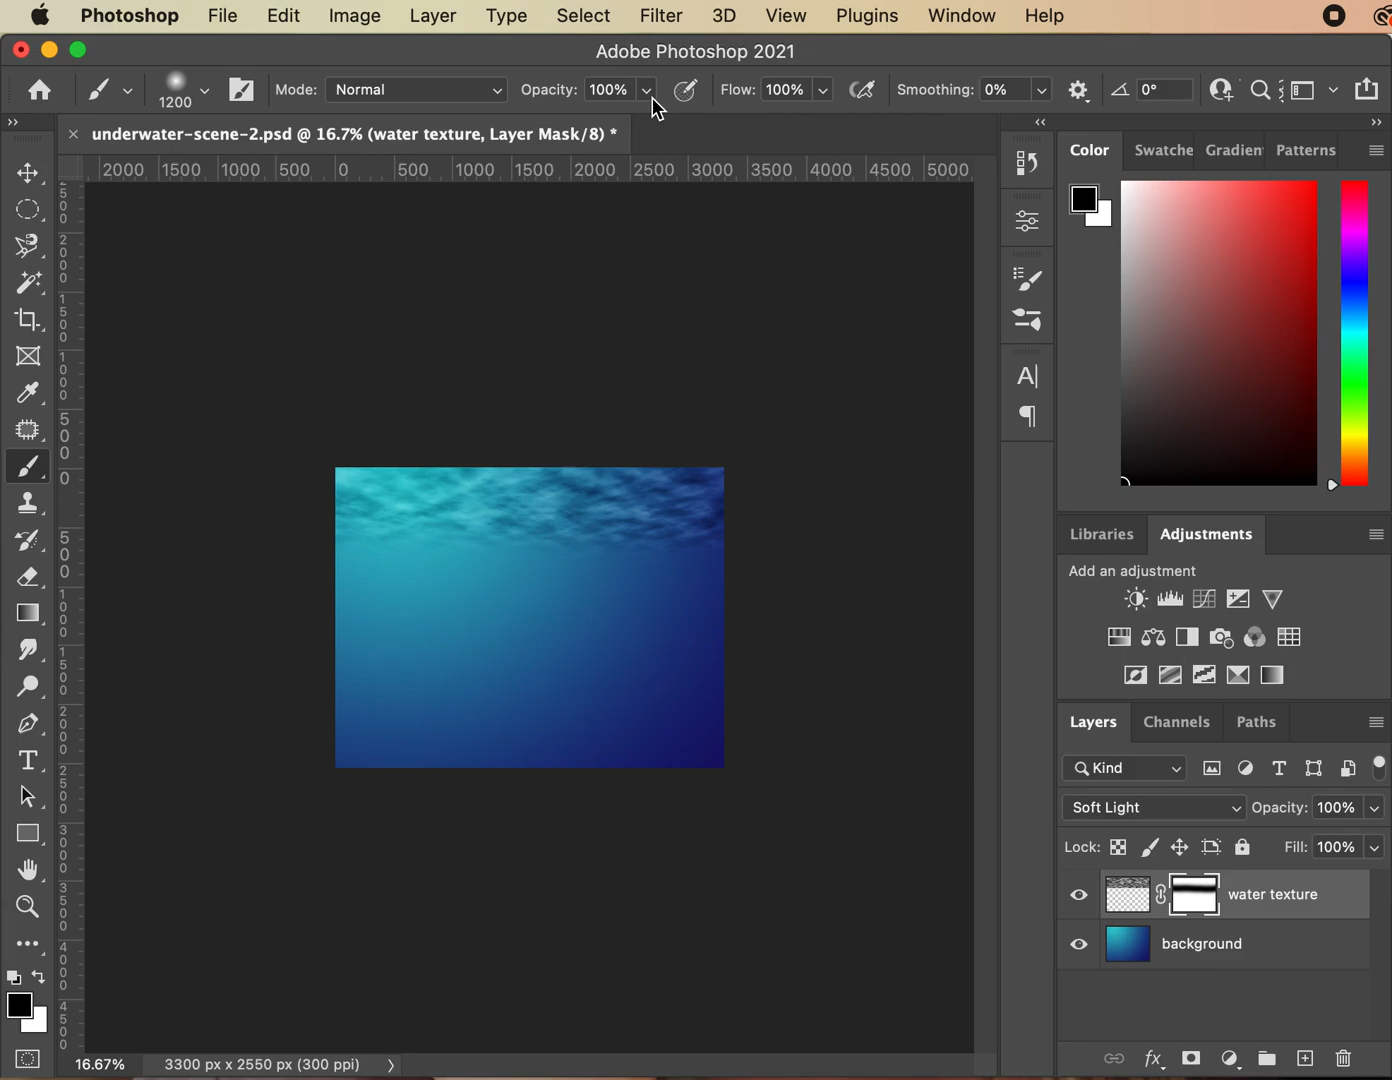 Photoshop File Edit Image Layer Type Select Filter 3D View Plugins Window Help
Adobe Photoshop 2021
1200 Mode: Normal Opacity: 100% Flow: 100% Smoothing: 0% 0°
underwater-scene-2.psd @ 16.7% (water texture, Layer Mask/8) *
2000 1500 1000 500 0 500 1000 1500 2000 2500 3000 3500 4000 4500 5000
Color Swatche Gradien Patterns
Libraries Adjustments
Add an adjustment
Layers Channels Paths
Kind
Soft Light Opacity: 100%
Lock: Fill: 100%
water texture
background
fx
16.67% 3300 px x 2550 px (300 ppi)